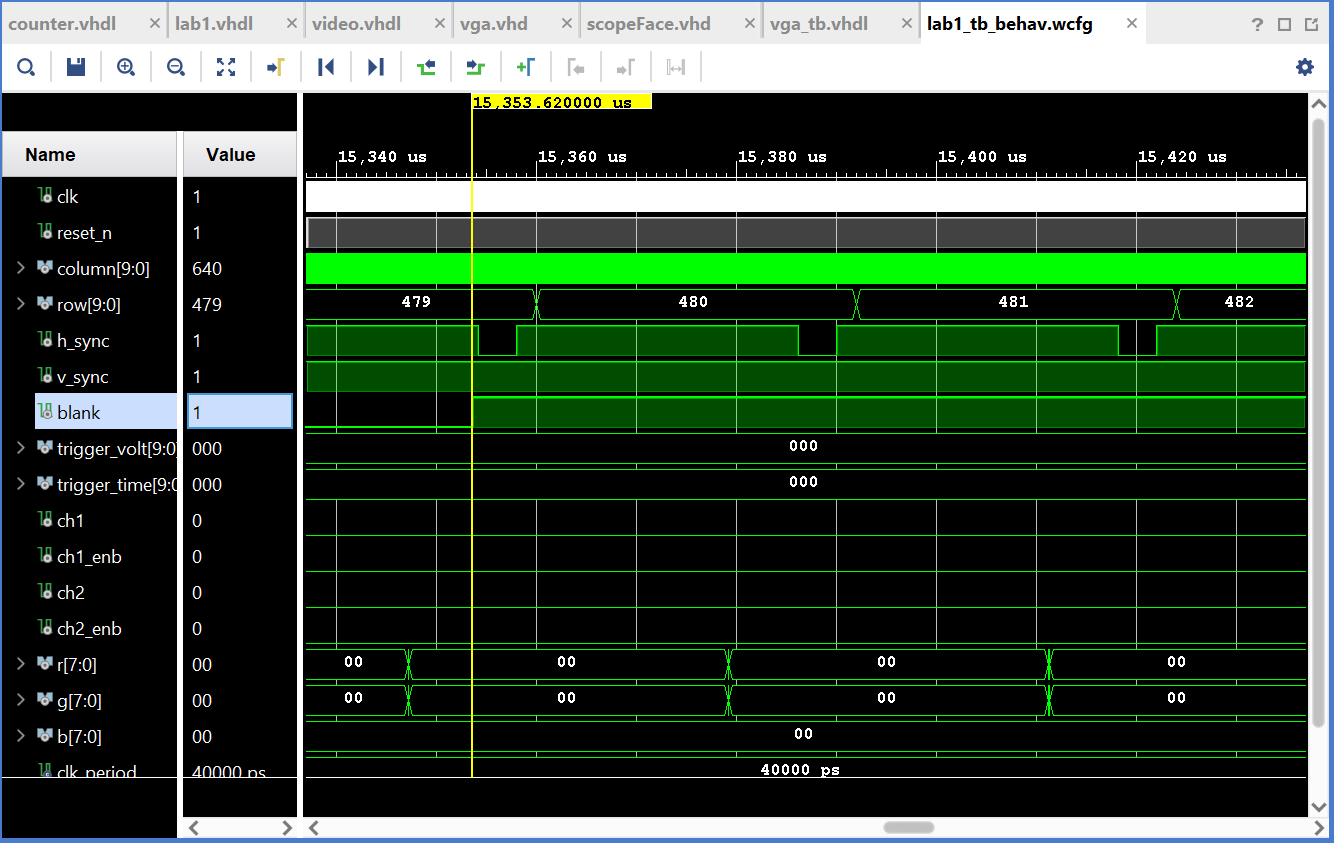 counter.vhdl × lab1.vhdl × video.vhdl × vga.vhd × scopeFace.vhd × vga_tb.vhdl × lab1_tb_behav.wcfg × ?
15,353.620000 us
15,340 us 15,360 us 15,380 us 15,400 us 15,420 us
Name Value
clk 1
reset_n 1
column[9:0] 640
row[9:0] 479 479 480 481 482
h_sync 1
v_sync 1
blank 1
trigger_volt[9:0] 000 000
trigger_time[9:0 000 000
ch1 0
ch1_enb 0
ch2 0
ch2_enb 0
r[7:0] 00 00 00 00 00
g[7:0] 00 00 00 00 00
b[7:0] 00 00
clk_period 40000 ps 40000 ps